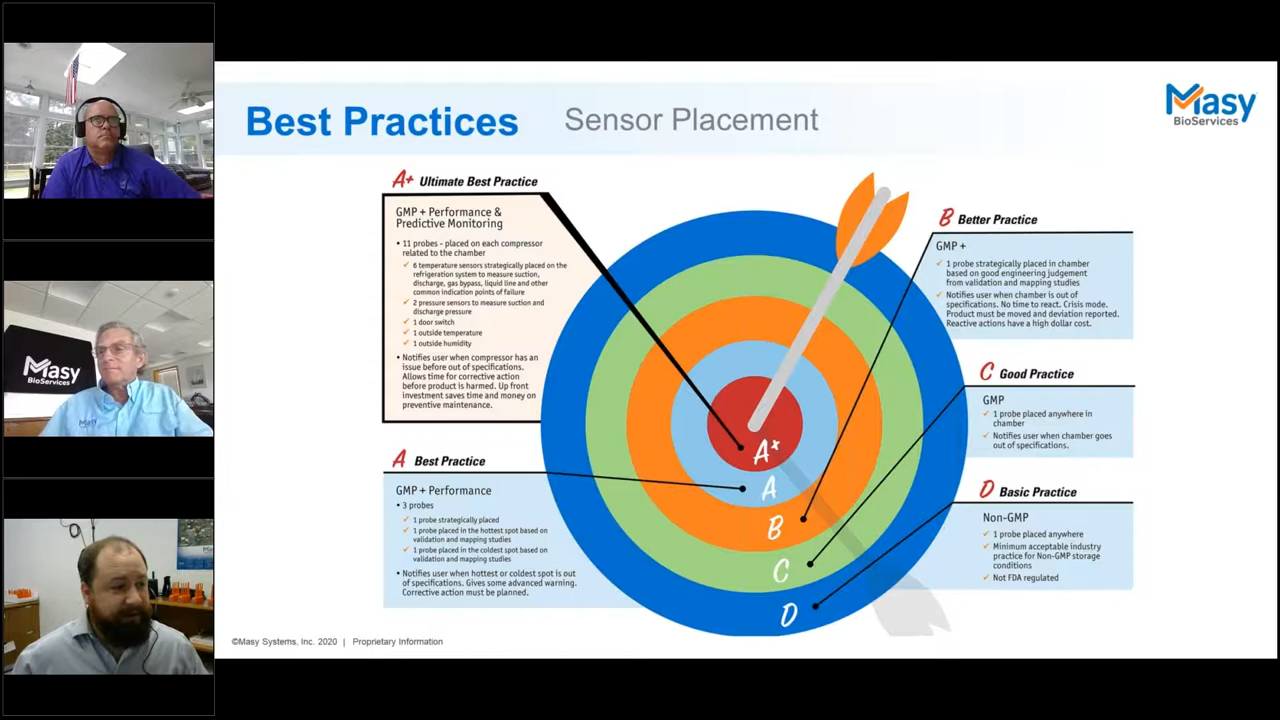 Best Practices Sensor Placement
Masy
BioServices
A+ Ultimate Best Practice
GMP + Performance &
Predictive Monitoring
• 11 probes - placed on each compressor
related to the chamber
✓ 6 temperature sensors strategically placed on the
refrigeration system to measure suction,
discharge, gas bypass, liquid line and other
common indication points of failure
✓ 2 pressure sensors to measure suction and
discharge pressure
✓ 1 door switch
✓ 1 outside temperature
✓ 1 outside humidity
• Notifies user when compressor has an
issue before out of specifications.
Allows time for corrective action
before product is harmed. Up front
investment saves time and money on
preventive maintenance.
A Best Practice
GMP + Performance
• 3 probes
✓ 1 probe strategically placed
✓ 1 probe placed in the hottest spot based on
validation and mapping studies
✓ 1 probe placed in the coldest spot based on
validation and mapping studies
• Notifies user when hottest or coldest spot is out
of specifications. Gives some advanced warning.
Corrective action must be planned.
B Better Practice
GMP +
✓ 1 probe strategically placed in chamber
based on good engineering judgement
from validation and mapping studies
✓ Notifies user when chamber is out of
specifications. No time to react. Crisis mode.
Product must be moved and deviation reported.
Reactive actions have a high dollar cost.
C Good Practice
GMP
✓ 1 probe placed anywhere in
chamber
✓ Notifies user when chamber goes
out of specifications.
D Basic Practice
Non-GMP
✓ 1 probe placed anywhere
✓ Minimum acceptable industry
practice for Non-GMP storage
conditions
✓ Not FDA regulated
A+
A
B
C
D
©Masy Systems, Inc. 2020 | Proprietary Information
Masy
BioServices
Masy